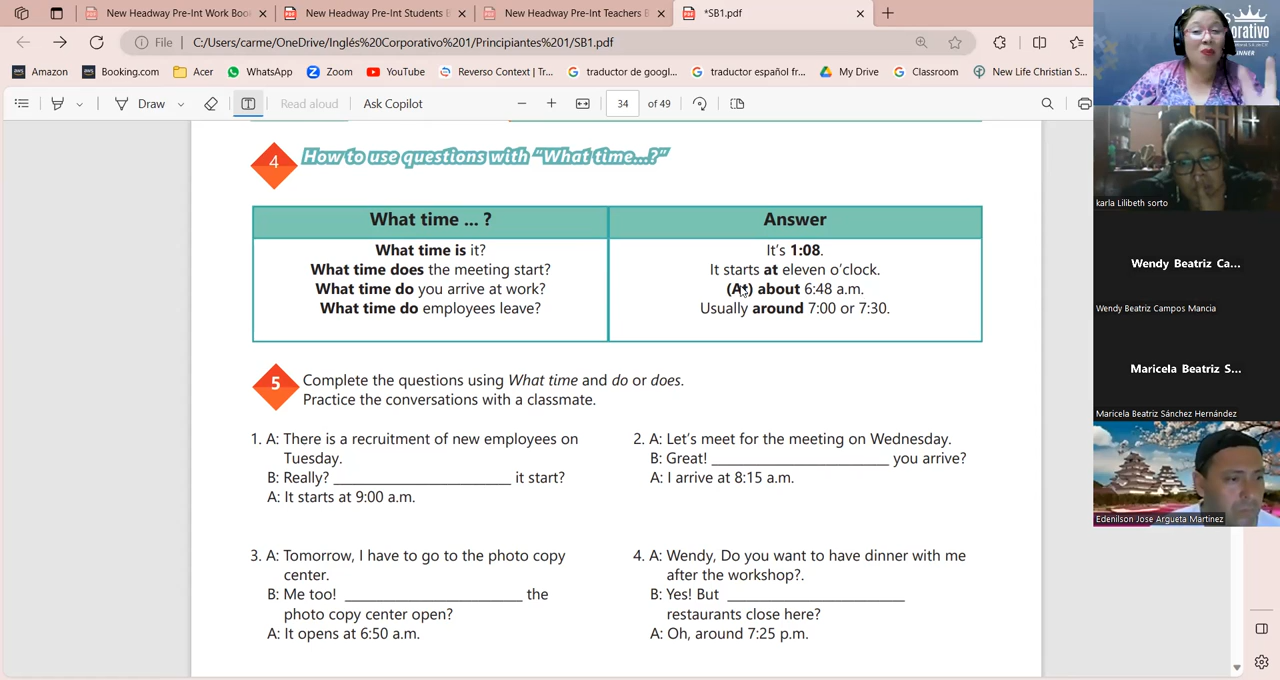 New Headway Pre-Int Work Boo
New Headway Pre-Int Students B
New Headway Pre-Int Teachers B
*SB1.pdf
File
C:/Users/carme/OneDrive/Inglés%20Corporativo%201/Principiantes%201/SB1.pdf
Amazon
Booking.com
Acer
WhatsApp
Zoom
YouTube
Reverso Context | Tr...
traductor de googl...
traductor español fr...
My Drive
Classroom
New Life Christian S...
Draw
Read aloud
Ask Copilot
34
of 49
4
How to use questions with “What time...?”
What time ... ?
Answer
What time is it?
It’s 1:08.
What time does the meeting start?
It starts at eleven o’clock.
What time do you arrive at work?
(At) about 6:48 a.m.
What time do employees leave?
Usually around 7:00 or 7:30.
5
Complete the questions using What time and do or does.
Practice the conversations with a classmate.
1. A: There is a recruitment of new employees on
Tuesday.
B: Really? ____________________ it start?
A: It starts at 9:00 a.m.
2. A: Let’s meet for the meeting on Wednesday.
B: Great! ____________________ you arrive?
A: I arrive at 8:15 a.m.
3. A: Tomorrow, I have to go to the photo copy
center.
B: Me too! ____________________ the
photo copy center open?
A: It opens at 6:50 a.m.
4. A: Wendy, Do you want to have dinner with me
after the workshop?.
B: Yes! But ____________________
restaurants close here?
A: Oh, around 7:25 p.m.
karla Lilibeth sorto
Wendy Beatriz Ca...
Wendy Beatriz Campos Mancia
Maricela Beatriz S...
Maricela Beatriz Sánchez Hernández
Edenilson Jose Argueta Martinez